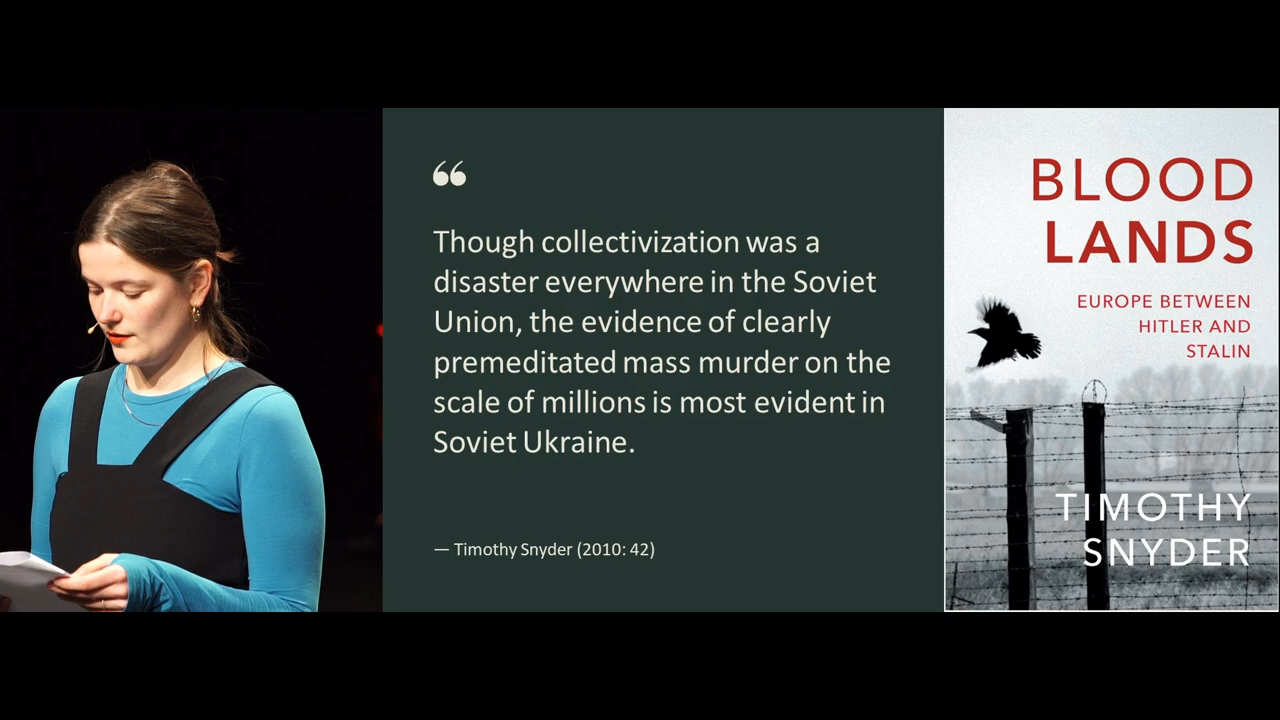 “
Though collectivization was a
disaster everywhere in the Soviet
Union, the evidence of clearly
premeditated mass murder on the
scale of millions is most evident in
Soviet Ukraine.
— Timothy Snyder (2010: 42)
BLOOD
LANDS
EUROPE BETWEEN
HITLER AND
STALIN
TIMOTHY
SNYDER